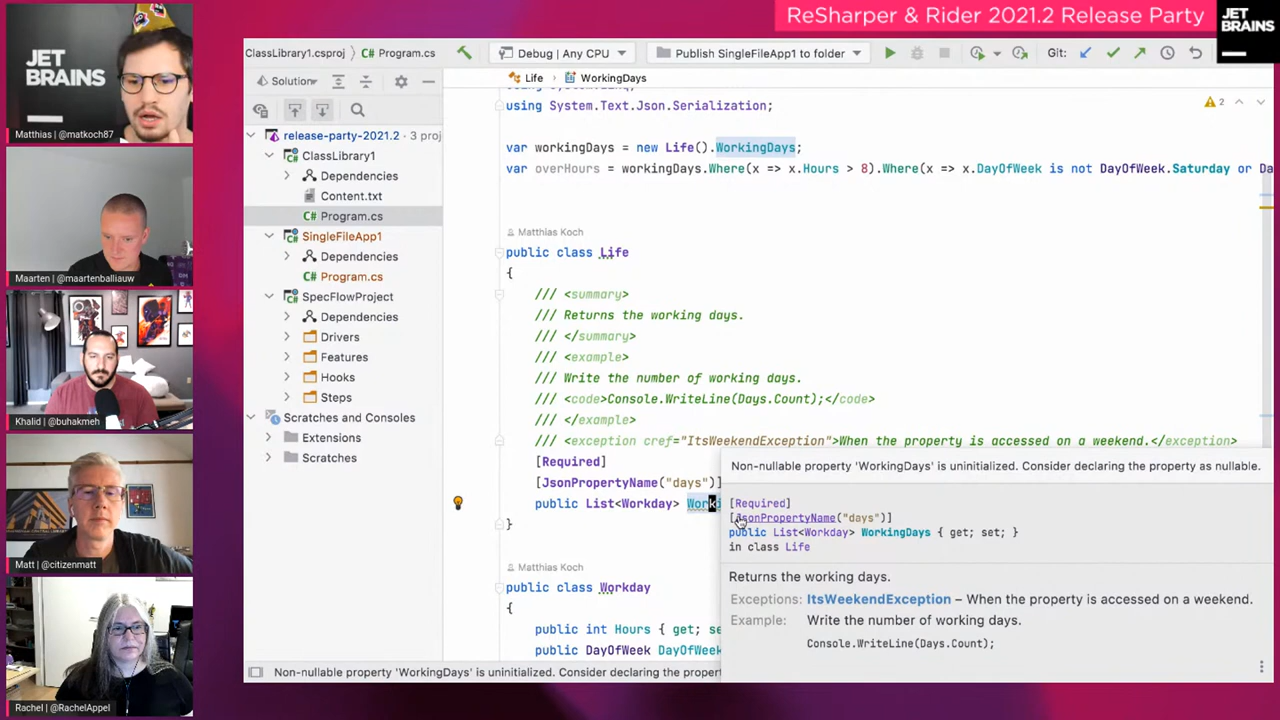 ReSharper & Rider 2021.2 Release Party
JET
BRAINS
JET
BRAINS
Matthias | @matkoch87
Maarten | @maartenballiauw
Khalid | @buhakmeh
Matt | @citizenmatt
Rachel | @RachelAppel
ClassLibrary1.csproj
Program.cs
Debug | Any CPU
Publish SingleFileApp1 to folder
Git:
Solution
release-party-2021.2 · 3 proj
ClassLibrary1
Dependencies
Content.txt
C# Program.cs
SingleFileApp1
Dependencies
C# Program.cs
SpecFlowProject
Dependencies
Drivers
Features
Hooks
Steps
Scratches and Consoles
Extensions
Scratches
Life
WorkingDays
2
using System.Linq;
using System.Text.Json.Serialization;
var workingDays = new Life().WorkingDays;
var overHours = workingDays.Where(x => x.Hours > 8).Where(x => x.DayOfWeek is not DayOfWeek.Saturday or Da
Matthias Koch
public class Life
{
/// <summary>
/// Returns the working days.
/// </summary>
/// <example>
/// Write the number of working days.
/// <code>Console.WriteLine(Days.Count);</code>
/// </example>
/// <exception cref="ItsWeekendException">When the property is accessed on a weekend.</exception>
[Required]
[JsonPropertyName("days")]
public List<Workday> Worki
}
Matthias Koch
public class Workday
{
public int Hours { get; se
public DayOfWeek DayOfWeek
Non-nullable property 'WorkingDays' is uninitialized. Consider declaring the property as nullable.
[Required]
[JsonPropertyName("days")]
public List<Workday> WorkingDays { get; set; }
in class Life
Returns the working days.
Exceptions: ItsWeekendException – When the property is accessed on a weekend.
Example: Write the number of working days.
Console.WriteLine(Days.Count);
Non-nullable property 'WorkingDays' is uninitialized. Consider declaring the prope